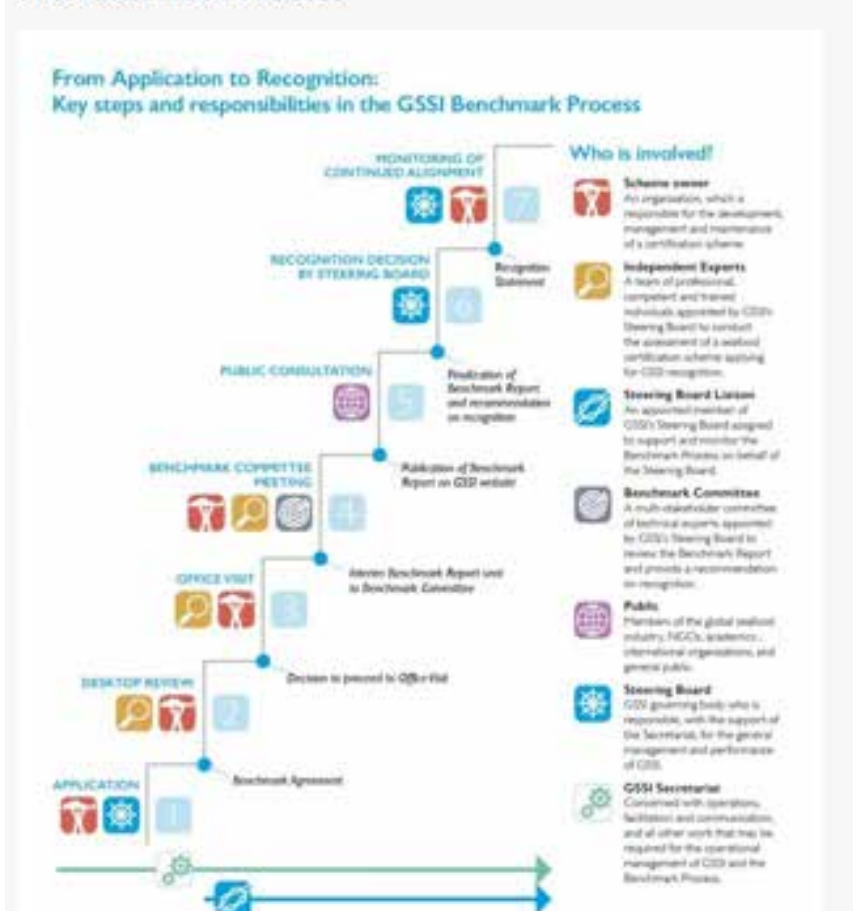 From Application to Recognition:
Key steps and responsibilities in the GSSI Benchmark Process
MONITORING OF
CONTINUED ALIGNMENT
7
RECOGNITION DECISION
BY STEERING BOARD
6
Recognition
Statement
PUBLIC CONSULTATION
5
Finalization of
Benchmark Report
and recommendation
on recognition
BENCHMARK COMMITTEE
MEETING
4
Publication of Benchmark
Report on GSSI website
OFFICE VISIT
3
Interim Benchmark Report sent
to Benchmark Committee
DESKTOP REVIEW
2
Decision to proceed to Office Visit
APPLICATION
1
Benchmark Agreement
Who is involved?
Scheme owner
An organisation, which is
responsible for the development,
management and maintenance
of a certification scheme.
Independent Experts
A team of professional,
competent and trained
individuals appointed by GSSI's
Steering Board to conduct
the assessment of a seafood
certification scheme applying
for GSSI recognition.
Steering Board Liaison
An appointed member of
GSSI's Steering Board assigned
to support and monitor the
Benchmark Process on behalf of
the Steering Board.
Benchmark Committee
A multi-stakeholder committee
of technical experts appointed
by GSSI's Steering Board to
review the Benchmark Report
and provide a recommendation
on recognition.
Public
Members of the global seafood
industry, NGOs, academics,
international organizations, and
general public.
Steering Board
GSSI governing body who is
responsible, with the support of
the Secretariat, for the general
management and performance
of GSSI.
GSSI Secretariat
Concerned with operations,
facilitation and communication,
and all other work that may be
required for the operational
management of GSSI and the
Benchmark Process.